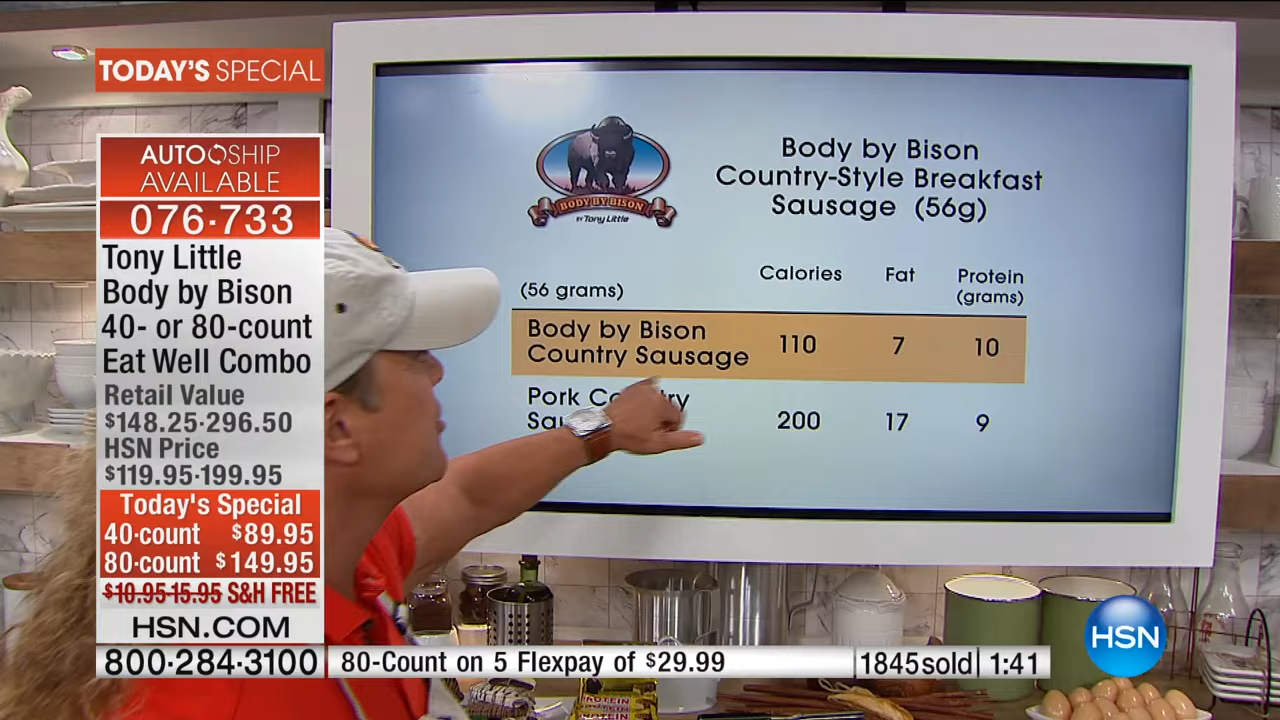 TODAY'S SPECIAL
AUTOSHIP
AVAILABLE
076·733
Tony Little
Body by Bison
40- or 80-count
Eat Well Combo
Retail Value
$148.25-296.50
HSN Price
$119.95-199.95
Today's Special
40-count $89.95
80-count $149.95
$10.95-15.95 S&H FREE
HSN.COM
800·284·3100
80-Count on 5 Flexpay of $29.99
1845sold
1:41
HSN
BODY BY BISON
BY Tony Little
Body by Bison
Country-Style Breakfast
Sausage (56g)
(56 grams)
Calories
Fat
Protein
(grams)
Body by Bison
Country Sausage
110
7
10
Pork
200
17
9
PROTEIN